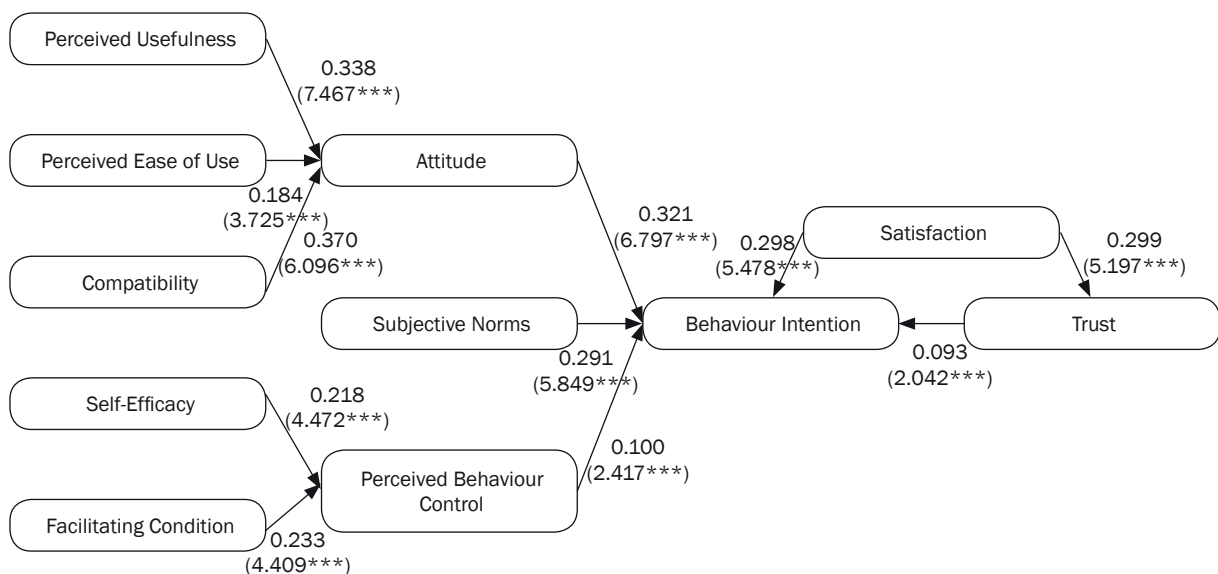 Perceived Usefulness
0.338
(7.467***)
Perceived Ease of Use
Attitude
0.184
(3.725***)
0.370
(6.096***)
Compatibility
0.321
(6.797***)
Satisfaction
0.298
(5.478***)
0.299
(5.197***)
Subjective Norms
Behaviour Intention
Trust
0.291
(5.849***)
0.093
(2.042***)
Self-Efficacy
0.218
(4.472***)
0.100
(2.417***)
Perceived Behaviour
Control
Facilitating Condition
0.233
(4.409***)